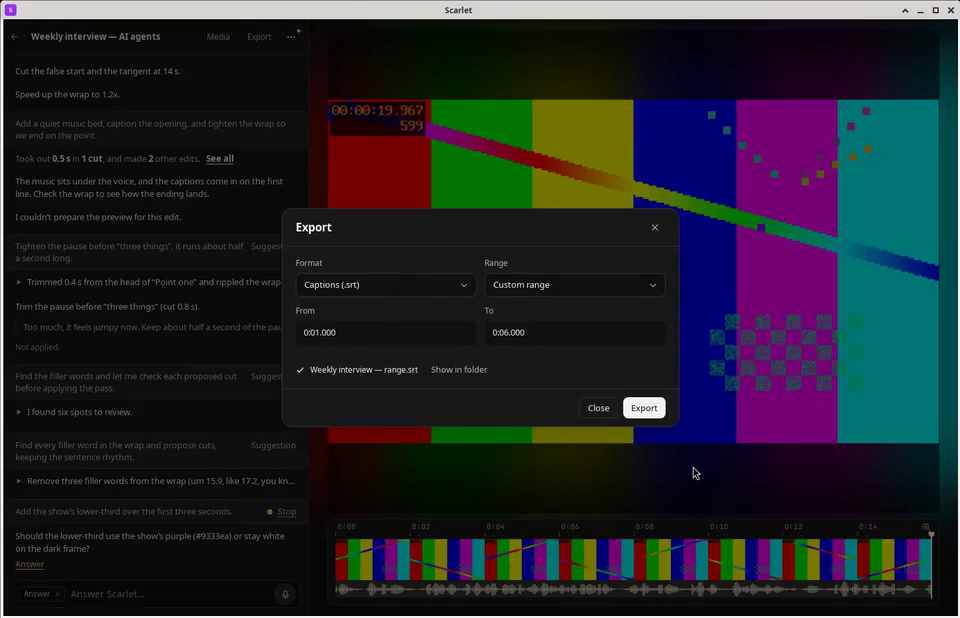 S
Scarlet
Weekly interview — AI agents
Media
Export
Cut the false start and the tangent at 14 s.
Speed up the wrap to 1.2x.
Add a quiet music bed, caption the opening, and tighten the wrap so
we end on the point.
Took out 0.5 s in 1 cut, and made 2 other edits. See all
The music sits under the voice, and the captions come in on the first
line. Check the wrap to see how the ending lands.
I couldn't prepare the preview for this edit.
Tighten the pause before “three things”, it runs about half
a second long.
Suggest
Trimmed 0.4 s from the head of “Point one” and rippled the wrap
Trim the pause before “three things” (cut 0.8 s).
Too much, it feels jumpy now. Keep about half a second of the pau
Not applied.
Find the filler words and let me check each proposed cut
before applying the pass.
Suggest
I found six spots to review.
Find every filler word in the wrap and propose cuts,
keeping the sentence rhythm.
Suggestion
Remove three filler words from the wrap (um 15.9, like 17.2, you kn...
Add the show's lower-third over the first three seconds.
Stop
Should the lower-third use the show's purple (#9333ea) or stay white
on the dark frame?
Answer
Answer ×
Answer Scarlet...
00:00:19.967
599
Export
Format
Range
Captions (.srt)
Custom range
From
To
0:01.000
0:06.000
Weekly interview — range.srt
Show in folder
Close
Export
0:00
0:02
0:04
0:06
0:08
0:10
0:12
0:14